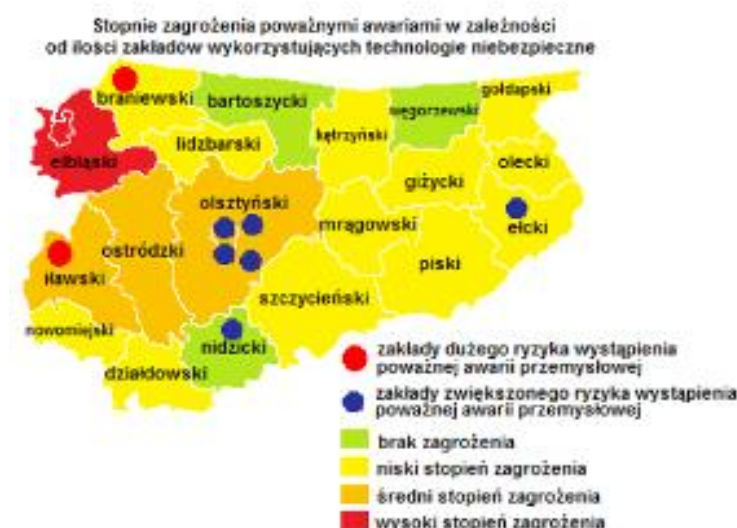 Stopnie zagrożenia poważnymi awariami w zależności
od ilości zakładów wykorzystujących technologie niebezpieczne
gołdapski
braniewski
bartoszycki
węgorzewski
kętrzyński
lidzbarski
olecki
elbląski
giżycki
olsztyński
mrągowski
ełcki
ostródzki
piski
iławski
szczycieński
nowomiejski
nidzicki
działdowski
zakłady dużego ryzyka wystąpienia
poważnej awarii przemysłowej
zakłady zwiększonego ryzyka wystąpienia
poważnej awarii przemysłowej
brak zagrożenia
niski stopień zagrożenia
średni stopień zagrożenia
wysoki stopień zagrożenia